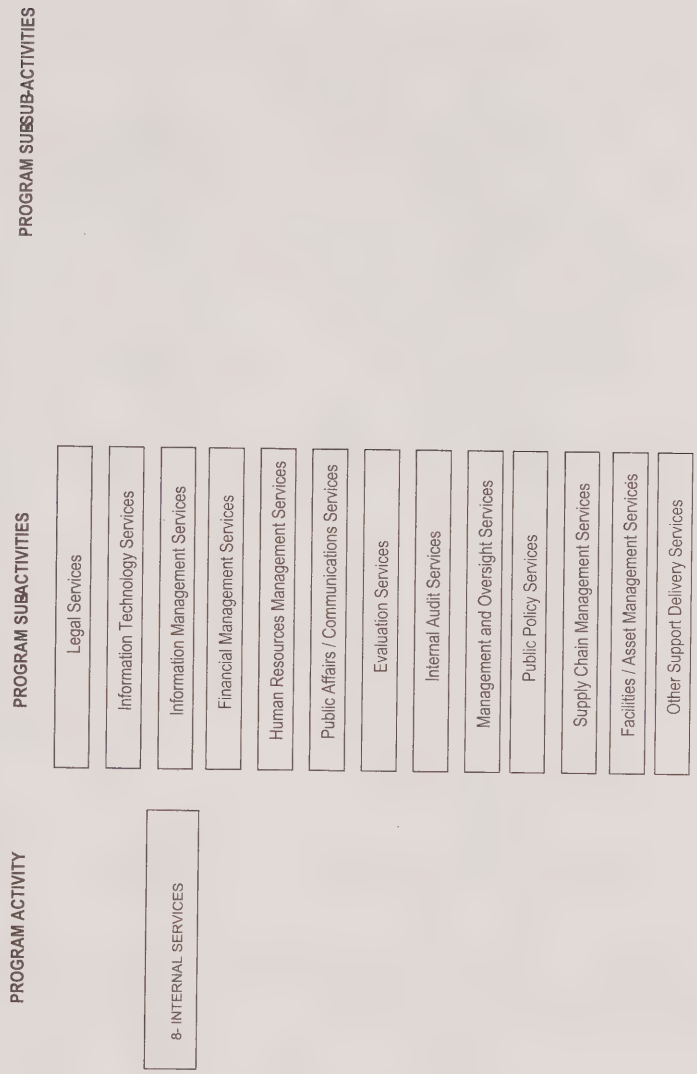 PROGRAM ACTIVITY
PROGRAM SUBACTIVITIES
PROGRAM SUBSUB-ACTIVITIES
8- INTERNAL SERVICES
Legal Services
Information Technology Services
Information Management Services
Financial Management Services
Human Resources Management Services
Public Affairs / Communications Services
Evaluation Services
Internal Audit Services
Management and Oversight Services
Public Policy Services
Supply Chain Management Services
Facilities / Asset Management Services
Other Support Delivery Services